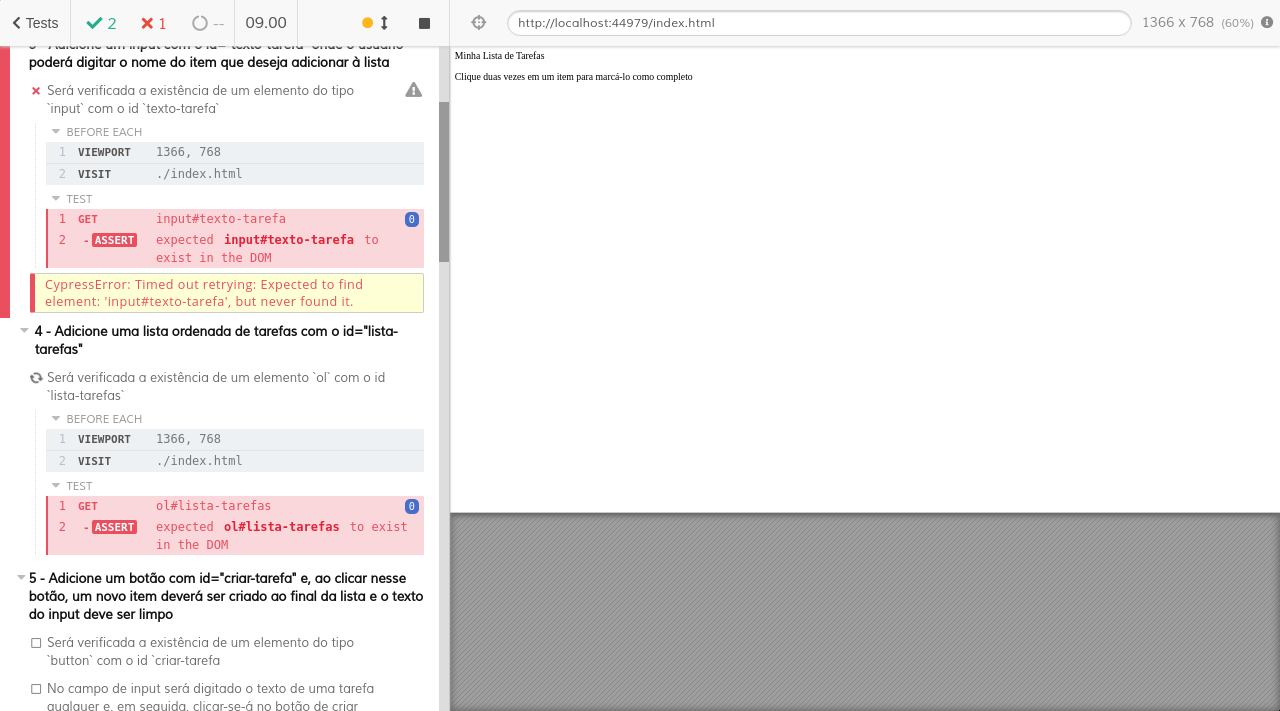 Tests
2
1
--
09.00
http://localhost:44979/index.html
1366 x 768 (60%)
3 - Adicione um input com o id="texto-tarefa" onde o usuário
poderá digitar o nome do item que deseja adicionar à lista
Será verificada a existência de um elemento do tipo
`input` com o id `texto-tarefa`
BEFORE EACH
1 VIEWPORT 1366, 768
2 VISIT ./index.html
TEST
1 GET input#texto-tarefa 0
2 -ASSERT expected input#texto-tarefa to
exist in the DOM
CypressError: Timed out retrying: Expected to find
element: 'input#texto-tarefa', but never found it.
4 - Adicione uma lista ordenada de tarefas com o id="lista-
tarefas"
Será verificada a existência de um elemento `ol` com o id
`lista-tarefas`
BEFORE EACH
1 VIEWPORT 1366, 768
2 VISIT ./index.html
TEST
1 GET ol#lista-tarefas 0
2 -ASSERT expected ol#lista-tarefas to exist
in the DOM
5 - Adicione um botão com id="criar-tarefa" e, ao clicar nesse
botão, um novo item deverá ser criado ao final da lista e o texto
do input deve ser limpo
Será verificada a existência de um elemento do tipo
`button` com o id `criar-tarefa
No campo de input será digitado o texto de uma tarefa
qualquer e, em seguida, clicar-se-á no botão de criar
Minha Lista de Tarefas
Clique duas vezes em um item para marcá-lo como completo